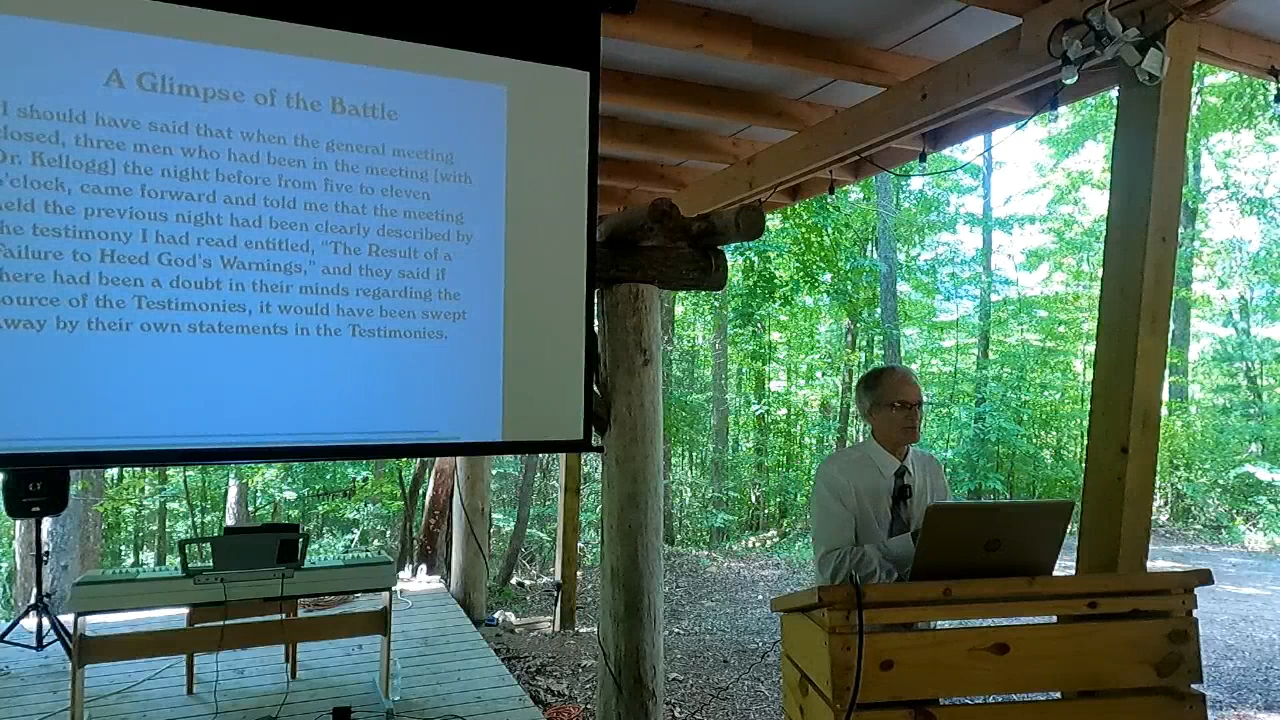 A Glimpse of the Battle
I should have said that when the general meeting
closed, three men who had been in the meeting [with
Dr. Kellogg] the night before from five to eleven
o'clock, came forward and told me that the meeting
held the previous night had been clearly described by
the testimony I had read entitled, "The Result of a
Failure to Heed God's Warnings," and they said if
there had been a doubt in their minds regarding the
source of the Testimonies, it would have been swept
away by their own statements in the Testimonies.